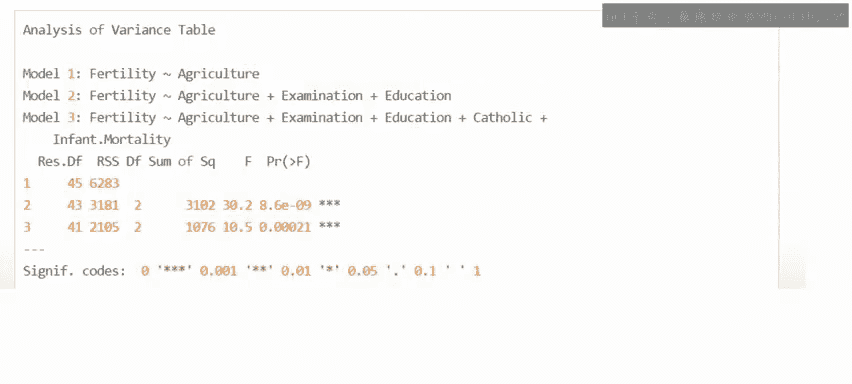 Analysis of Variance Table
Model 1: Fertility ~ Agriculture
Model 2: Fertility ~ Agriculture + Examination + Education
Model 3: Fertility ~ Agriculture + Examination + Education + Catholic +
Infant.Mortality
Res.Df RSS Df Sum of Sq F Pr(>F)
1 45 6283
2 43 3181 2 3102 30.2 8.6e-09 ***
3 41 2105 2 1076 10.5 0.00021 ***
---
Signif. codes: 0 '***' 0.001 '**' 0.01 '*' 0.05 '.' 0.1 ' ' 1